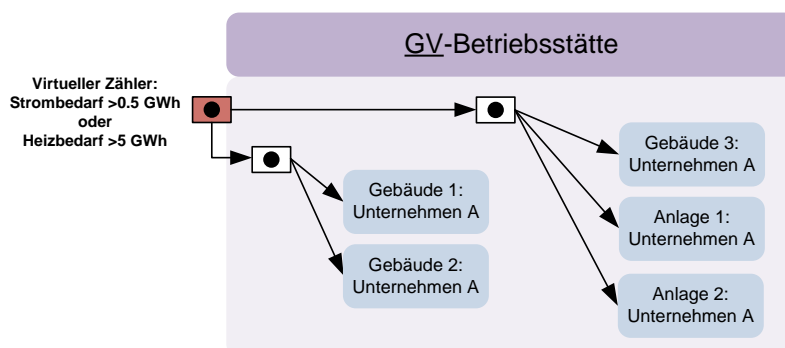 GV-Betriebsstätte
Virtueller Zähler:
Strombedarf >0.5 GWh
oder
Heizbedarf >5 GWh
Gebäude 1:
Unternehmen A
Gebäude 2:
Unternehmen A
Gebäude 3:
Unternehmen A
Anlage 1:
Unternehmen A
Anlage 2:
Unternehmen A